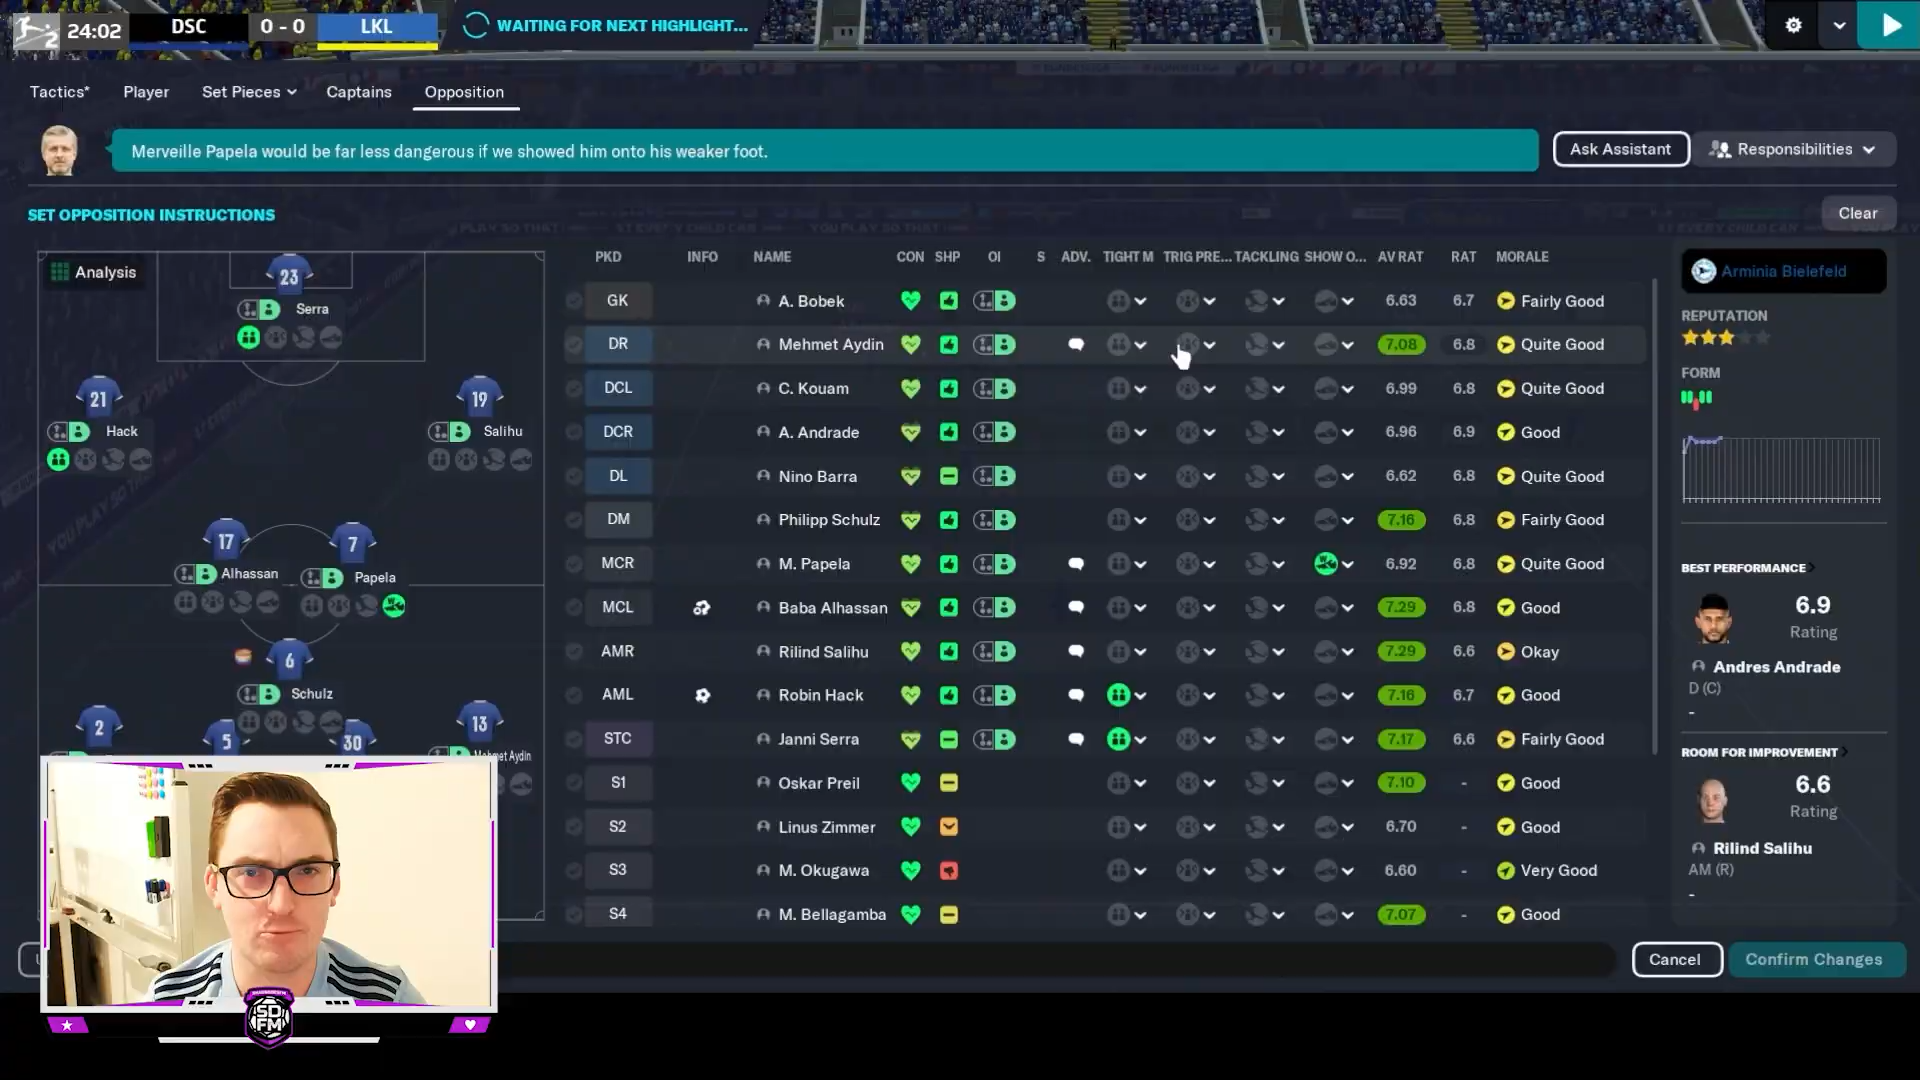 24:02 DSC 0 - 0 LKL WAITING FOR NEXT HIGHLIGHT...
Tactics* Player Set Pieces Captains Opposition
Merveille Papela would be far less dangerous if we showed him onto his weaker foot. Ask Assistant Responsibilities
SET OPPOSITION INSTRUCTIONS Clear
Analysis
23
Serra
21
Hack
19
Salihu
17
Alhassan
7
Papela
6
Schulz
2
5
30
13
PKD INFO NAME CON SHP OI S ADV. TIGHT M TRIG PRE... TACKLING SHOW O... AV RAT RAT MORALE
GK A. Bobek 6.63 6.7 Fairly Good
DR Mehmet Aydin 7.08 6.8 Quite Good
DCL C. Kouam 6.99 6.8 Quite Good
DCR A. Andrade 6.96 6.9 Good
DL Nino Barra 6.62 6.8 Quite Good
DM Philipp Schulz 7.16 6.8 Fairly Good
MCR M. Papela 6.92 6.8 Quite Good
MCL Baba Alhassan 7.29 6.8 Good
AMR Rilind Salihu 7.29 6.6 Okay
AML Robin Hack 7.16 6.7 Good
STC Janni Serra 7.17 6.6 Fairly Good
S1 Oskar Preil 7.10 - Good
S2 Linus Zimmer 6.70 - Good
S3 M. Okugawa 6.60 - Very Good
S4 M. Bellagamba 7.07 - Good
Arminia Bielefeld
REPUTATION
FORM
BEST PERFORMANCE
6.9
Rating
Andres Andrade
D (C)
-
ROOM FOR IMPROVEMENT
6.6
Rating
Rilind Salihu
AM (R)
-
Cancel Confirm Changes
SD
FM